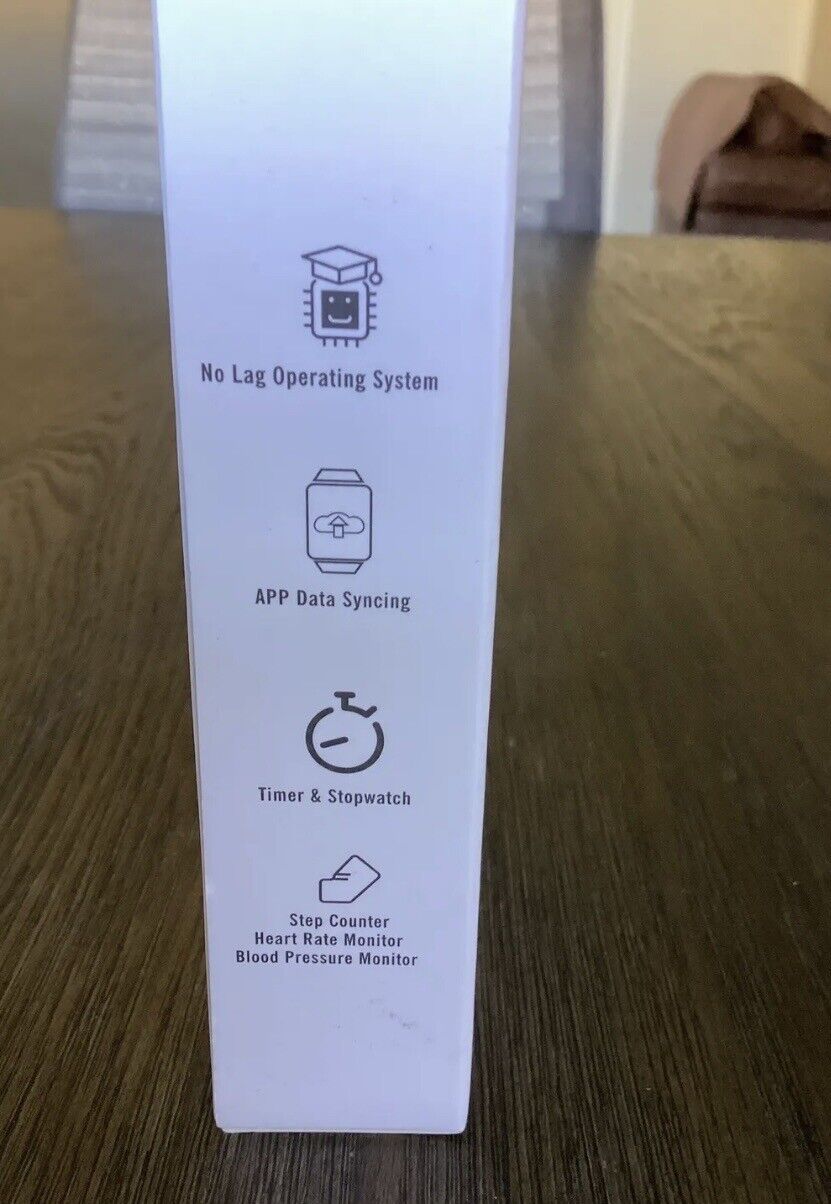 No Lag Operating System
APP Data Syncing
Timer & Stopwatch
Step Counter
Heart Rate Monitor
Blood Pressure Monitor